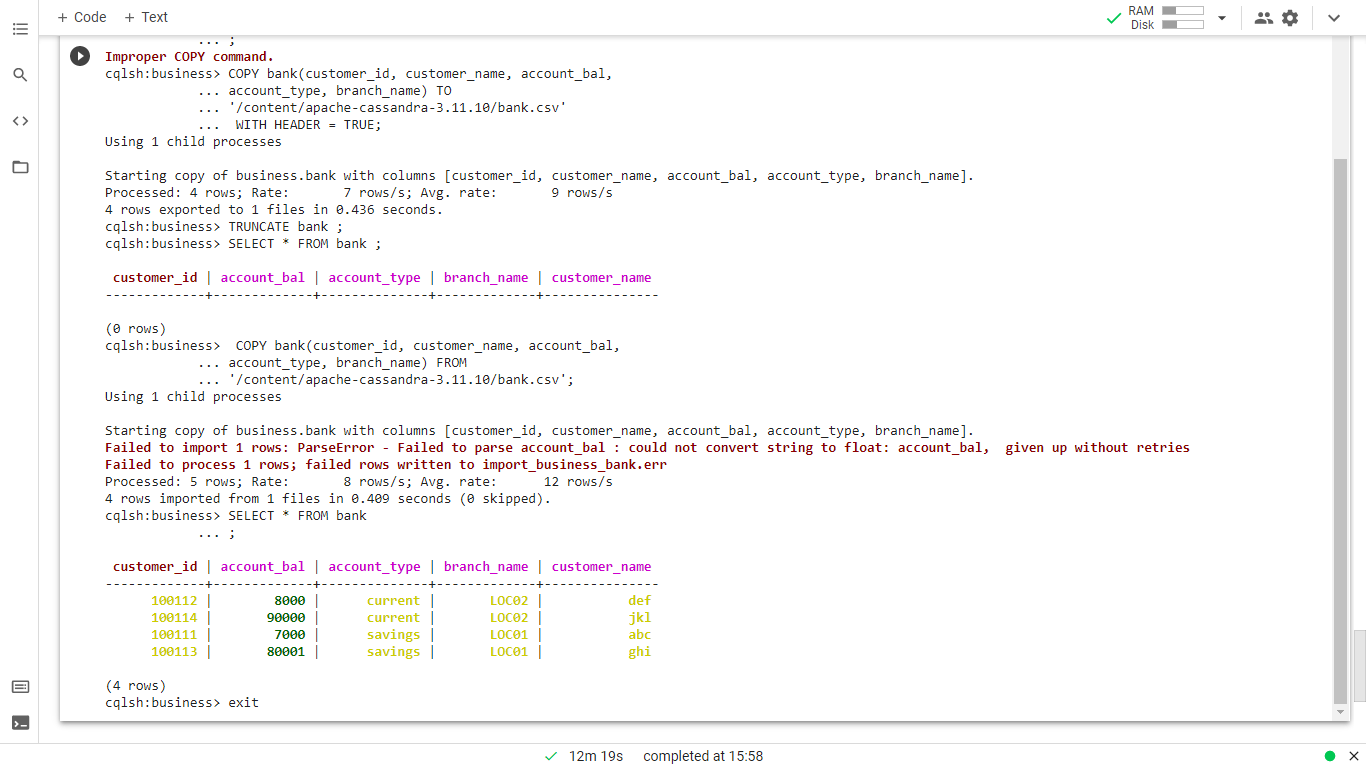 + Code + Text
RAM
Disk
... ;
Improper COPY command.
cqlsh:business> COPY bank(customer_id, customer_name, account_bal,
... account_type, branch_name) TO
... '/content/apache-cassandra-3.11.10/bank.csv'
... WITH HEADER = TRUE;
Using 1 child processes
Starting copy of business.bank with columns [customer_id, customer_name, account_bal, account_type, branch_name].
Processed: 4 rows; Rate: 7 rows/s; Avg. rate: 9 rows/s
4 rows exported to 1 files in 0.436 seconds.
cqlsh:business> TRUNCATE bank ;
cqlsh:business> SELECT * FROM bank ;
customer_id | account_bal | account_type | branch_name | customer_name
-------------+-------------+--------------+-------------+---------------
(0 rows)
cqlsh:business> COPY bank(customer_id, customer_name, account_bal,
... account_type, branch_name) FROM
... '/content/apache-cassandra-3.11.10/bank.csv';
Using 1 child processes
Starting copy of business.bank with columns [customer_id, customer_name, account_bal, account_type, branch_name].
Failed to import 1 rows: ParseError - Failed to parse account_bal : could not convert string to float: account_bal, given up without retries
Failed to process 1 rows; failed rows written to import_business_bank.err
Processed: 5 rows; Rate: 8 rows/s; Avg. rate: 12 rows/s
4 rows imported from 1 files in 0.409 seconds (0 skipped).
cqlsh:business> SELECT * FROM bank
... ;
customer_id | account_bal | account_type | branch_name | customer_name
-------------+-------------+--------------+-------------+---------------
100112 | 8000 | current | LOC02 | def
100114 | 90000 | current | LOC02 | jkl
100111 | 7000 | savings | LOC01 | abc
100113 | 80001 | savings | LOC01 | ghi
(4 rows)
cqlsh:business> exit
12m 19s completed at 15:58